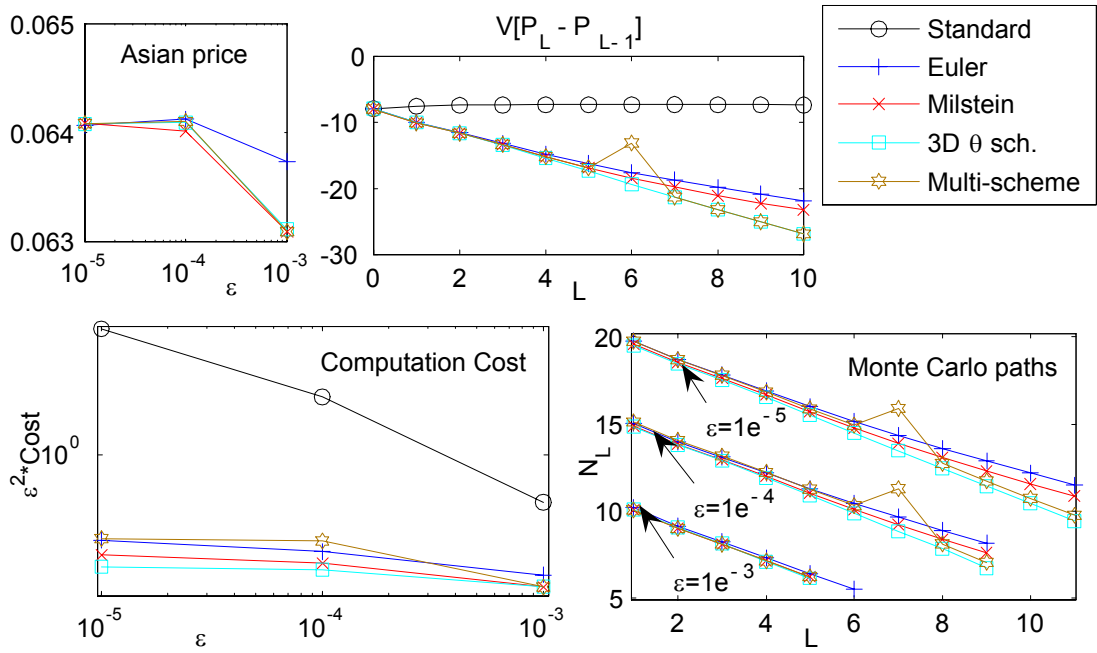 Asian price
0.065
0.064
0.063
10^-5
10^-4
10^-3
ε
V[P_L - P_L-1]
0
-10
-20
-30
0
2
4
6
8
10
L
Standard
Euler
Milstein
3D θ sch.
Multi-scheme
Computation Cost
ε^2*Cost
10^0
10^-5
10^-4
10^-3
ε
Monte Carlo paths
N_L
20
15
10
5
ε=1e^-5
ε=1e^-4
ε=1e^-3
2
4
6
8
10
L